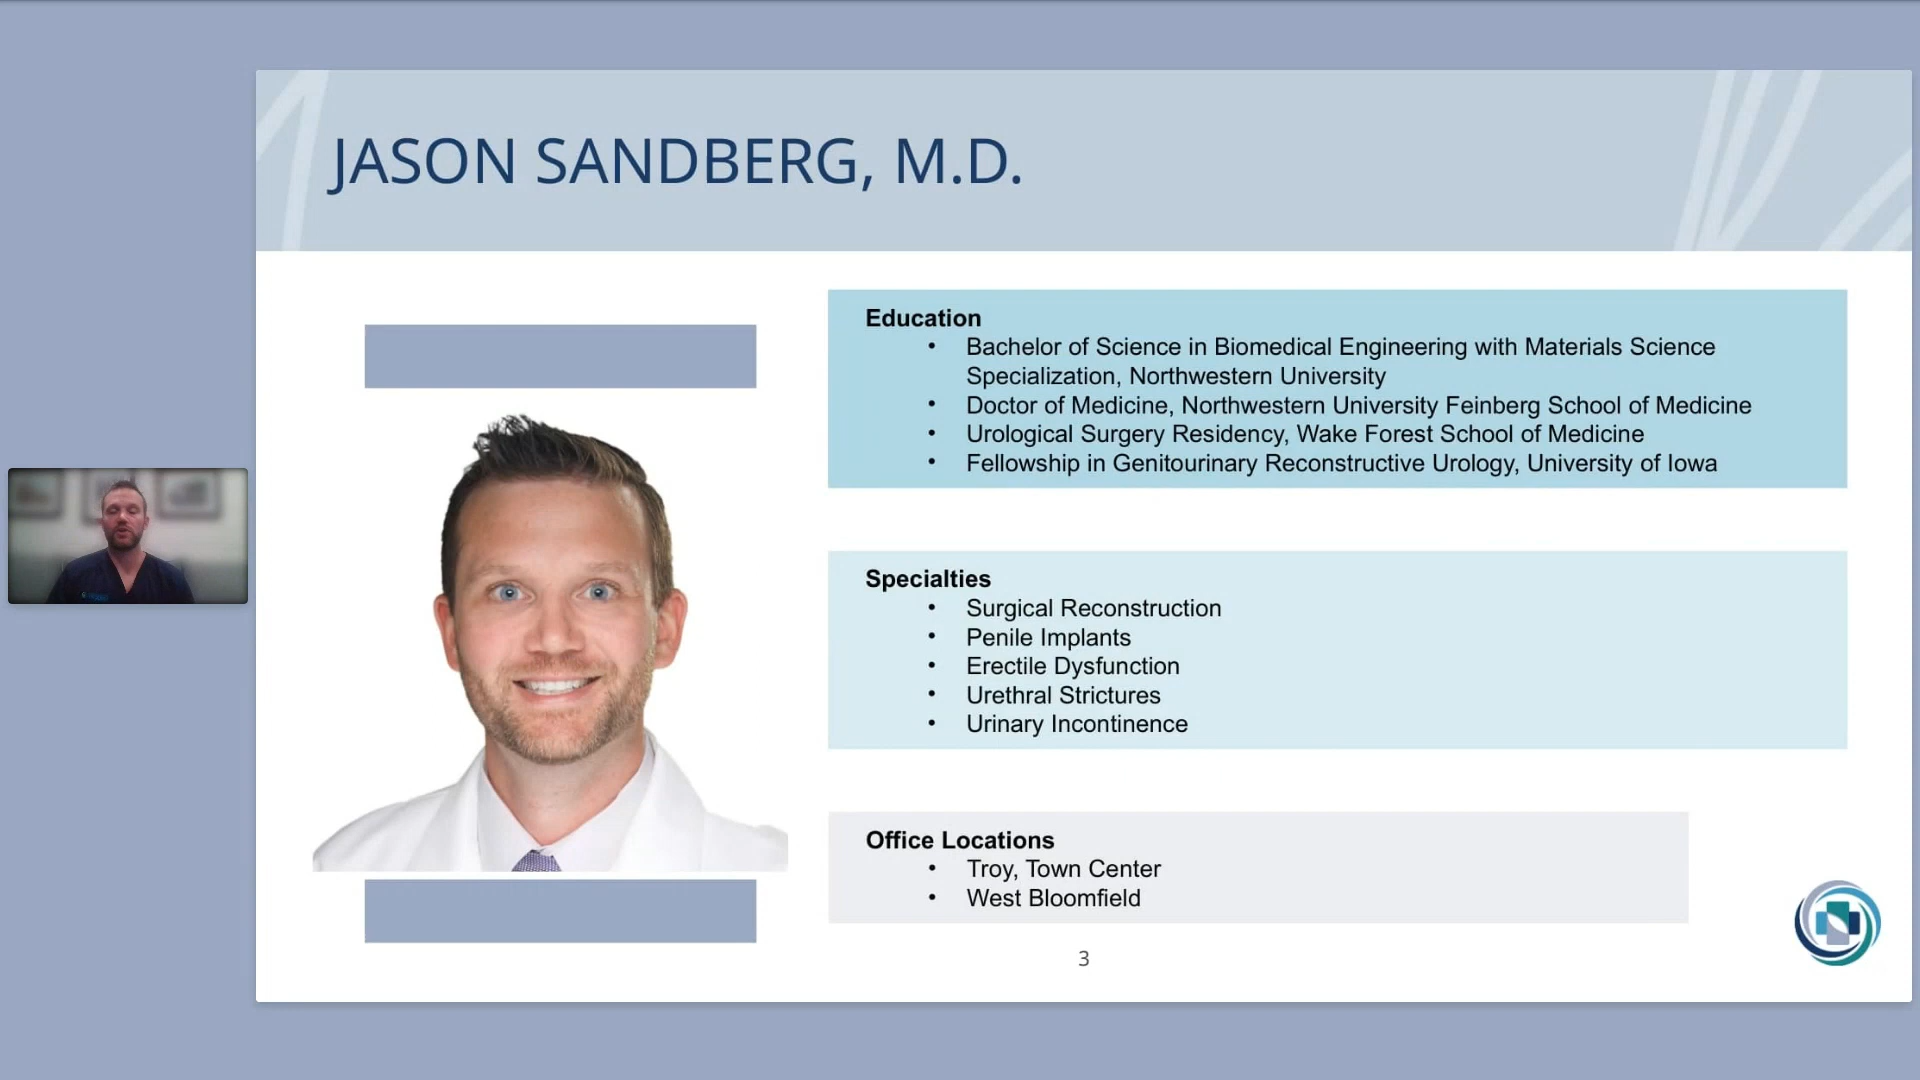 JASON SANDBERG, M.D.
Education
• Bachelor of Science in Biomedical Engineering with Materials Science
Specialization, Northwestern University
• Doctor of Medicine, Northwestern University Feinberg School of Medicine
• Urological Surgery Residency, Wake Forest School of Medicine
• Fellowship in Genitourinary Reconstructive Urology, University of Iowa
Specialties
• Surgical Reconstruction
• Penile Implants
• Erectile Dysfunction
• Urethral Strictures
• Urinary Incontinence
Office Locations
• Troy, Town Center
• West Bloomfield
3